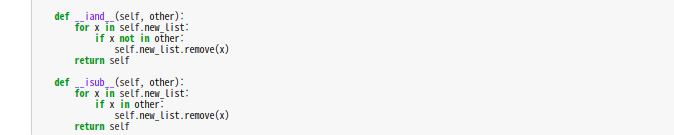 def __iand__(self, other):
    for x in self.new_list:
        if x not in other:
            self.new_list.remove(x)
    return self
def __isub__(self, other):
    for x in self.new_list:
        if x in other:
            self.new_list.remove(x)
    return self